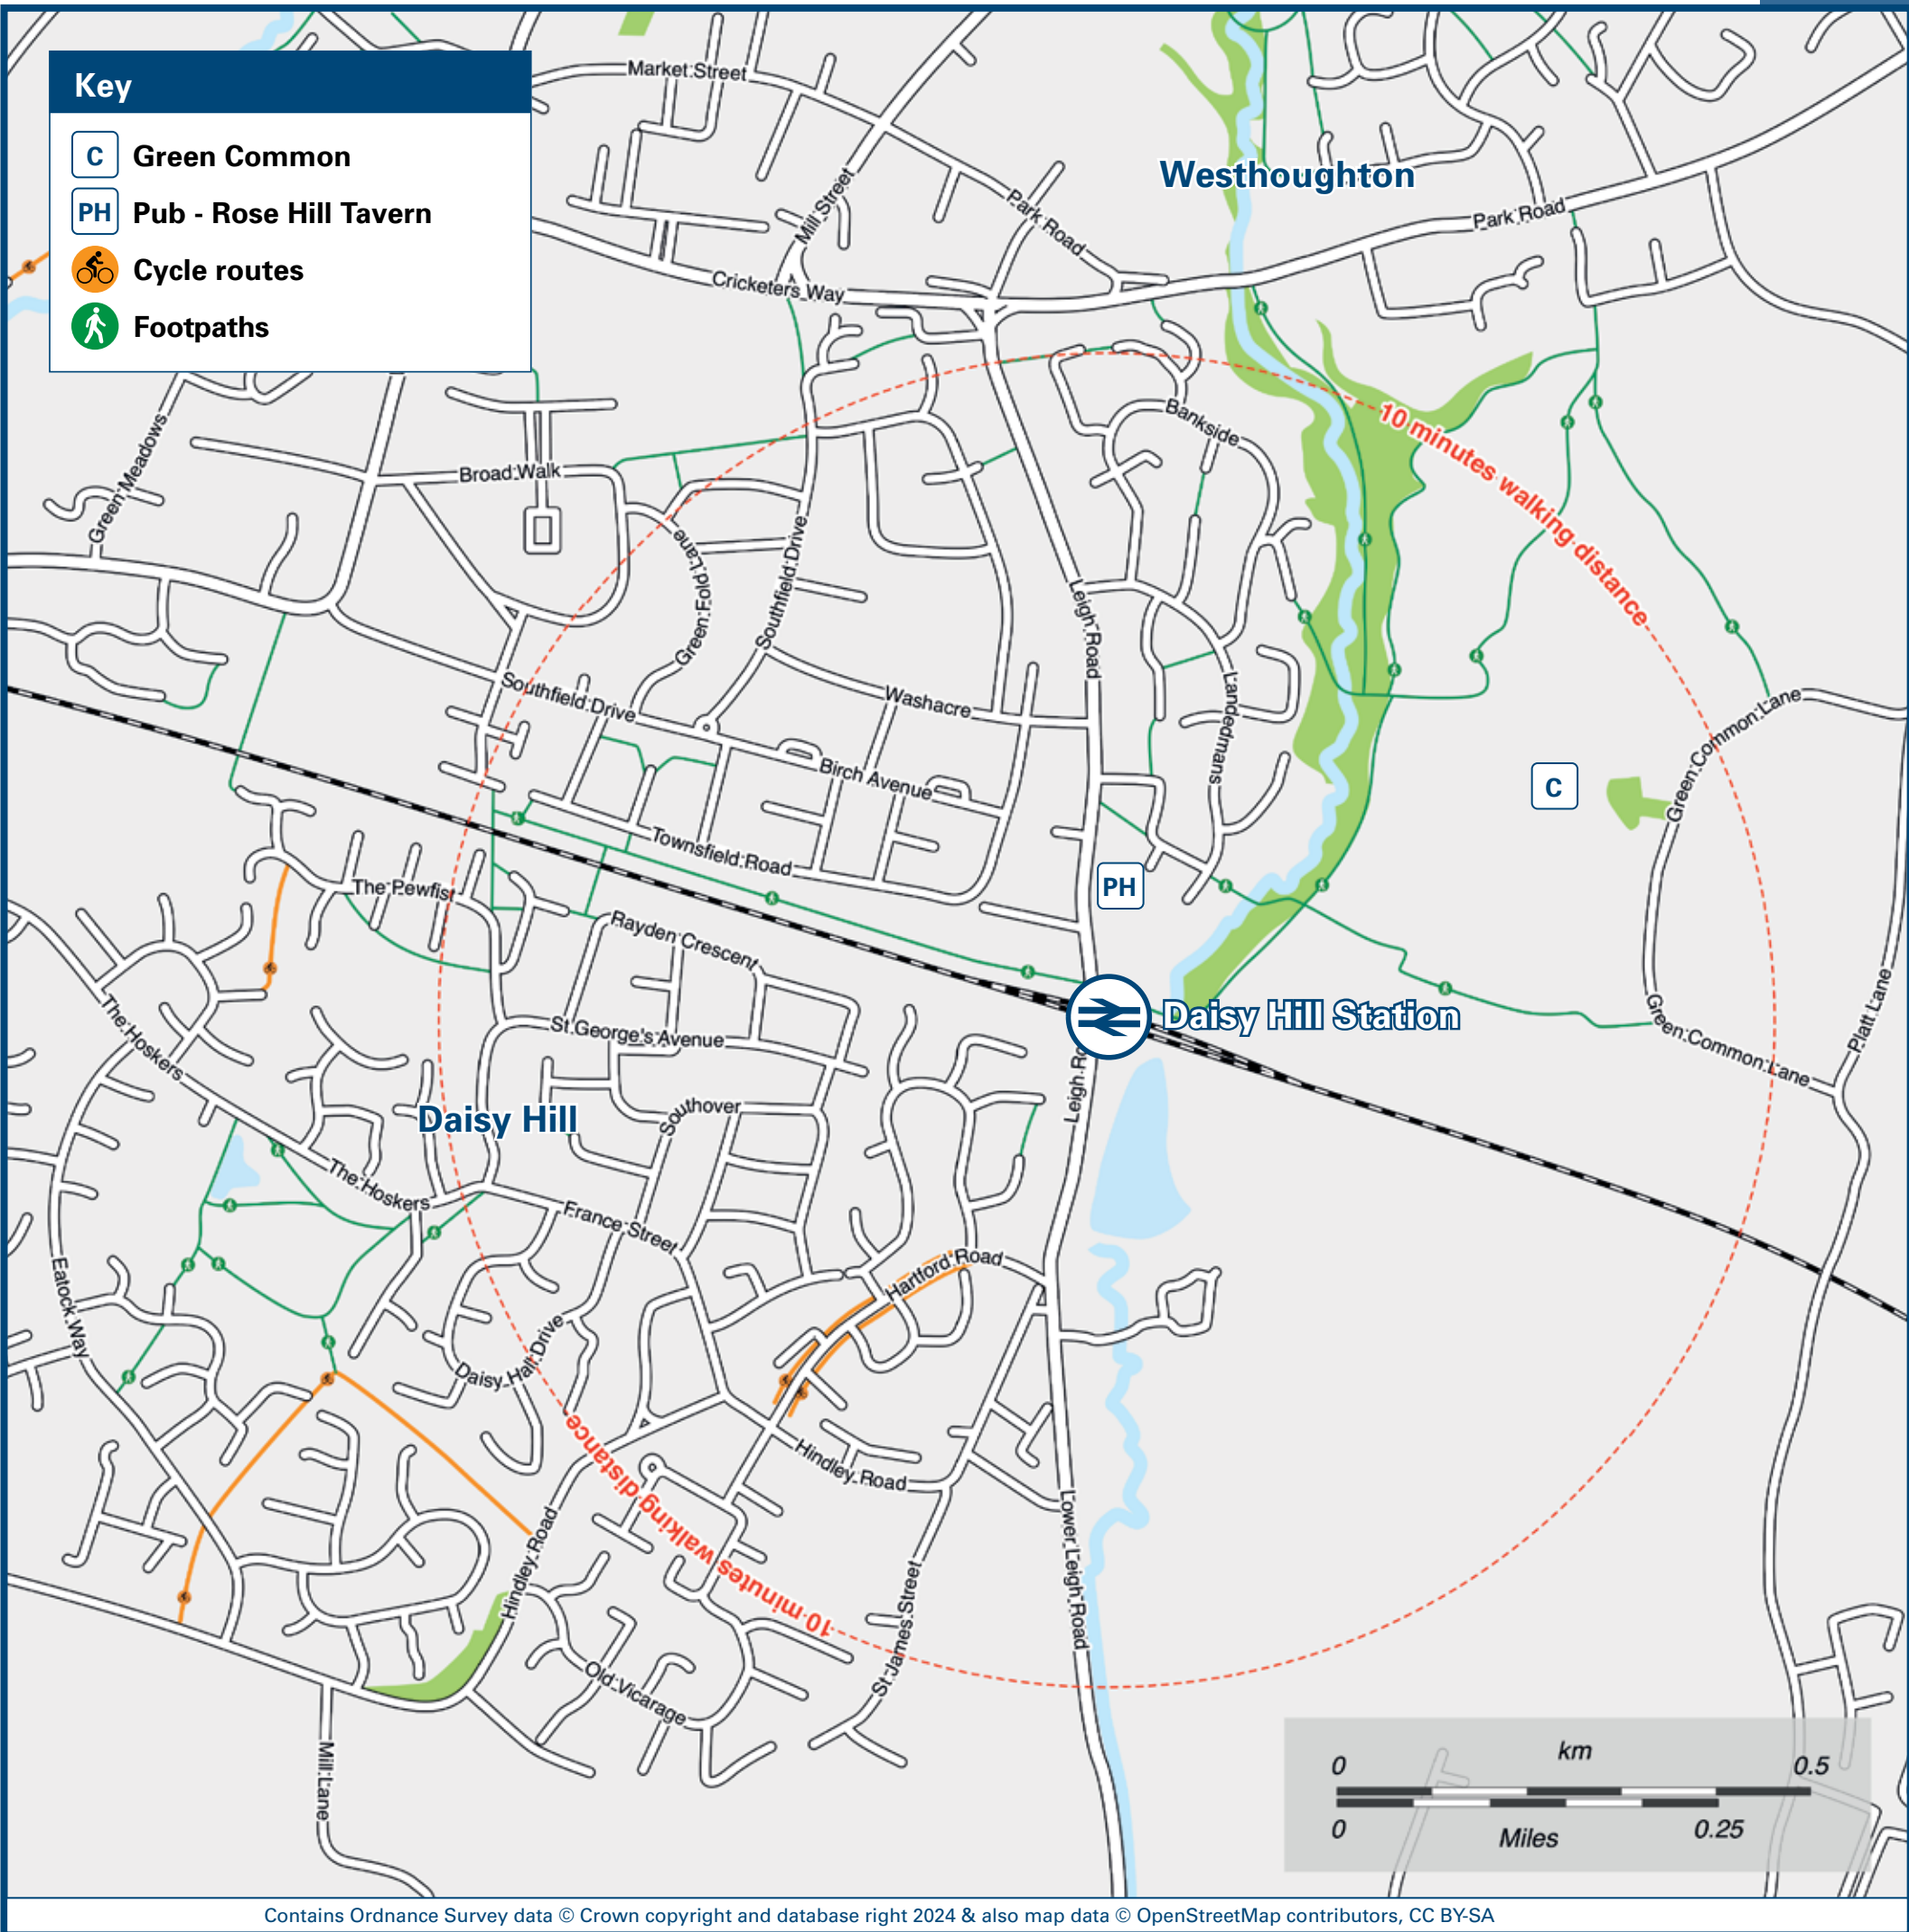 Key
C Green Common
PH Pub - Rose Hill Tavern
Cycle routes
Footpaths
Market Street
Mill Street
Park Road
Westhoughton
Park Road
Cricketers Way
Green Meadows
Broad Walk
Bankside
10 minutes walking distance
Green Fold Lane
Southfield Drive
Leigh Road
Southfield Drive
Washacre
Landedmans
Green Common Lane
Birch Avenue
C
Townsfield Road
PH
The Pewfist
Rayden Crescent
The Hoskers
St George's Avenue
Daisy Hill Station
Green Common Lane
Platt Lane
Leigh Ro
Daisy Hill
Southover
The Hoskers
France Street
Hartford Road
Eatock Way
Daisy Hall Drive
10 minutes walking distance
Hindley Road
Hindley Road
Lower Leigh Road
St James Street
Old Vicarage
Mill Lane
km
0 0.5
0 0.25
Miles
Contains Ordnance Survey data © Crown copyright and database right 2024 & also map data © OpenStreetMap contributors, CC BY-SA